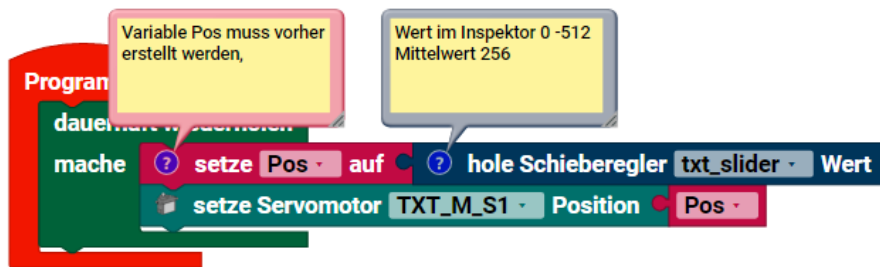 Variable Pos muss vorher
erstellt werden,
Wert im Inspektor 0 -512
Mittelwert 256
mache ? setze Pos auf ? hole Schieberegler txt_slider Wert
setze Servomotor TXT_M_S1 Position Pos